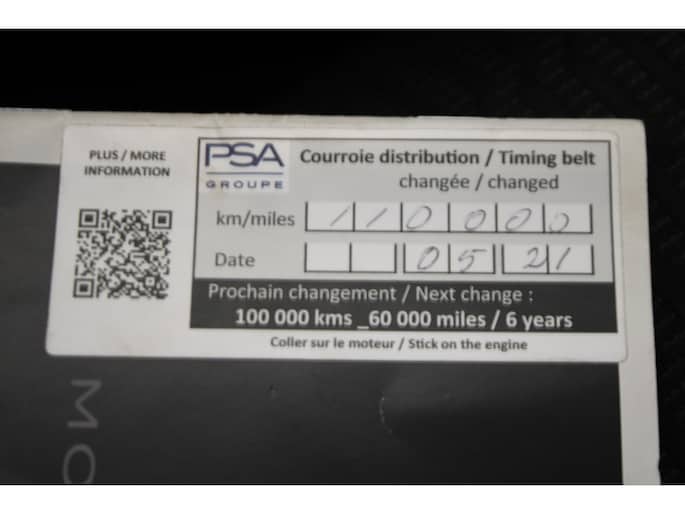 PLUS / MORE
INFORMATION
PSA
GROUPE
Courroie distribution / Timing belt
changée / changed
km/miles 110000
Date 05 21
Prochain changement / Next change :
100 000 kms _60 000 miles / 6 years
Coller sur le moteur / Stick on the engine
MO